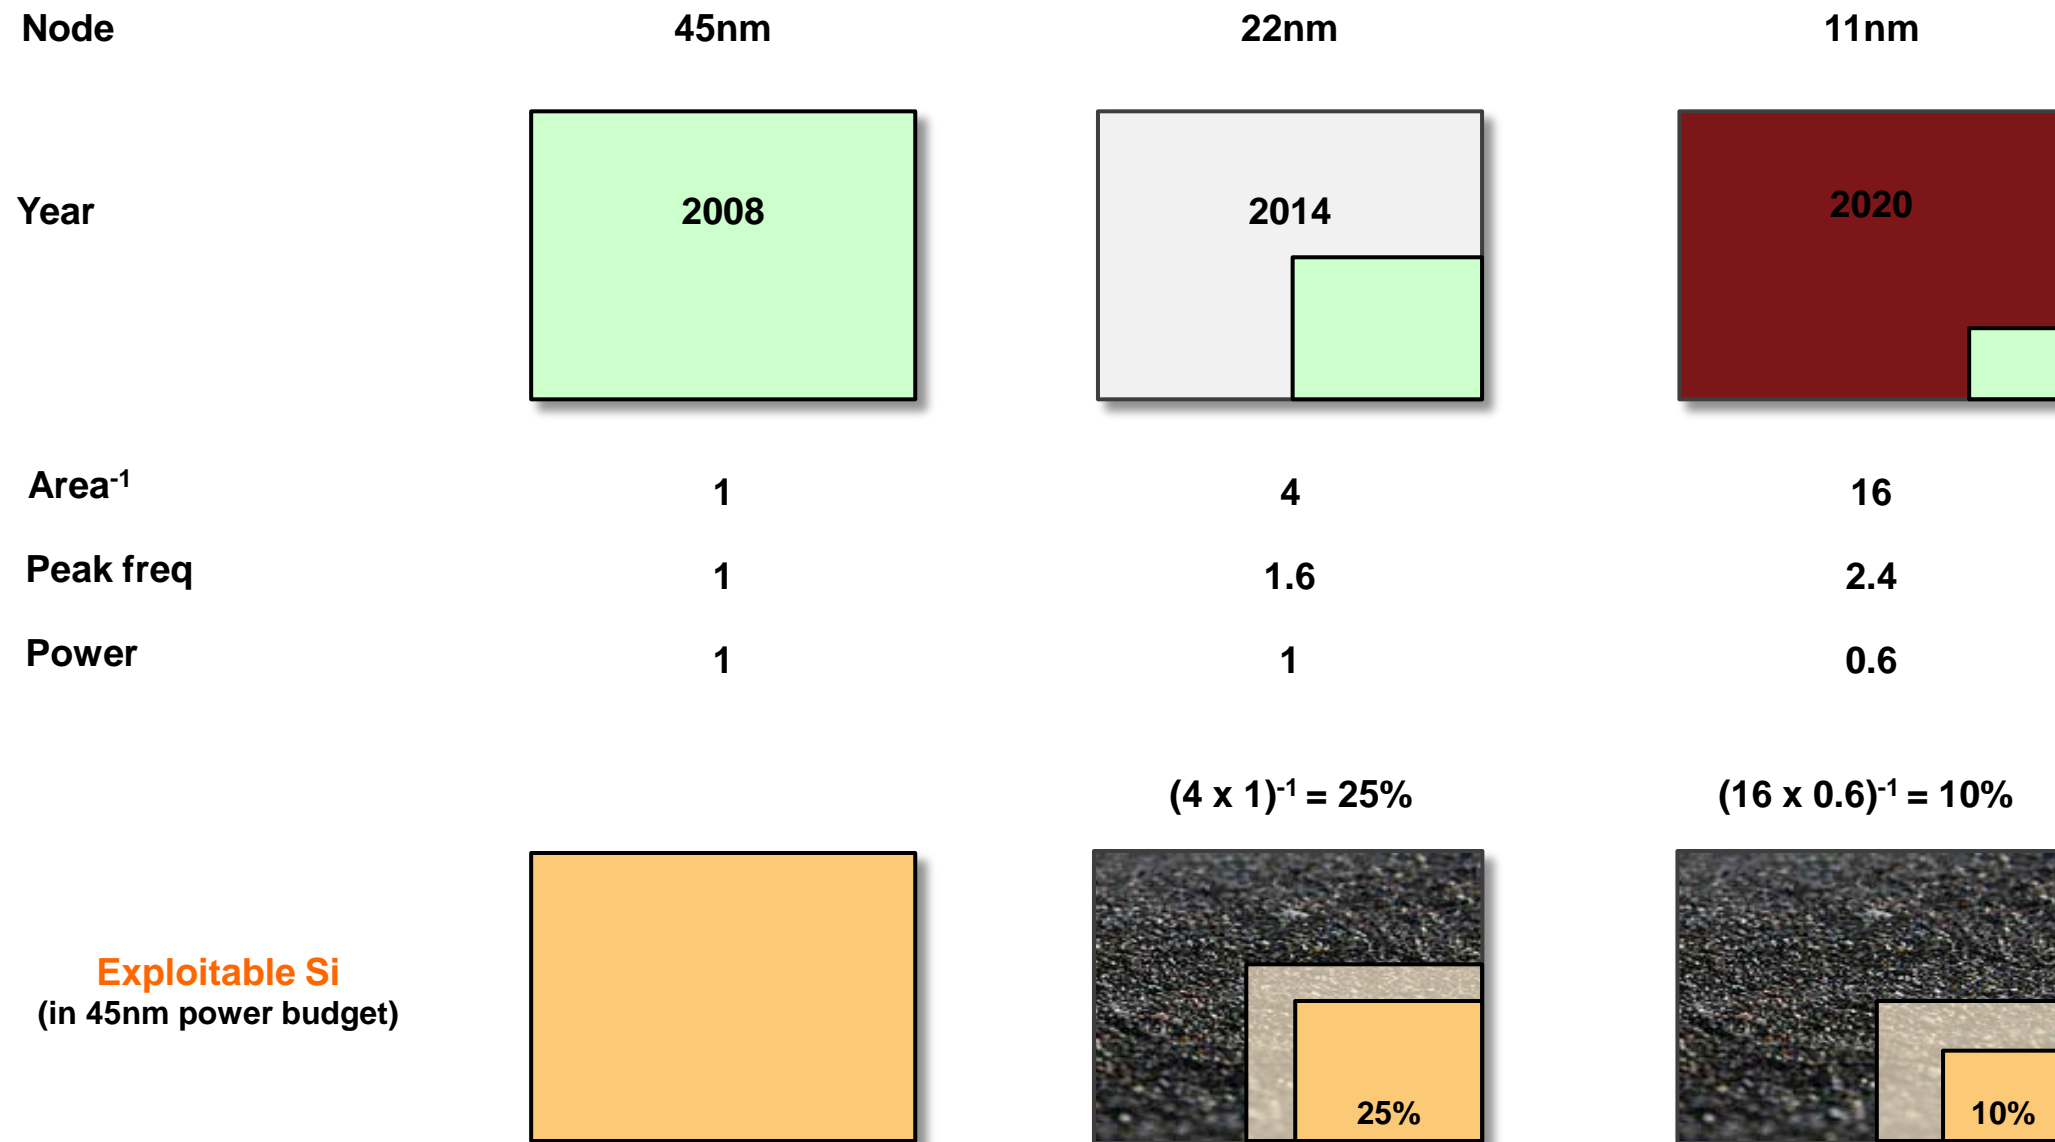 Node 45nm 22nm 11nm
Year 2008 2014 2020
Area⁻¹ 1 4 16
Peak freq 1 1.6 2.4
Power 1 1 0.6
(4 x 1)⁻¹ = 25% (16 x 0.6)⁻¹ = 10%
Exploitable Si
(in 45nm power budget)
25% 10%